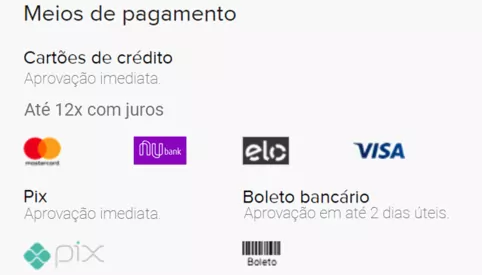 Meios de pagamento
Cartões de crédito
Aprovação imediata.
Até 12x com juros
mastercard
nu bank
elo
VISA
Pix
Aprovação imediata.
Boleto bancário
Aprovação em até 2 dias úteis.
pix
Boleto